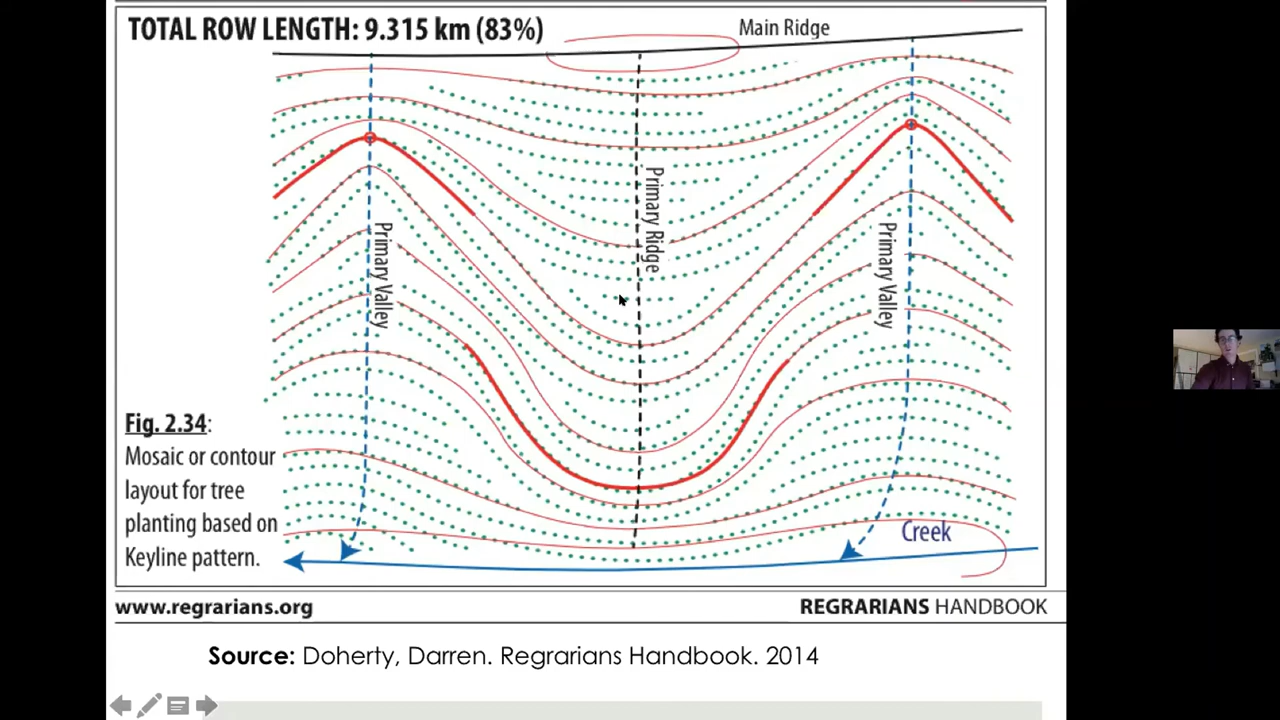 TOTAL ROW LENGTH: 9.315 km (83%)
Main Ridge
Primary Valley
Primary Ridge
Primary Valley
Fig. 2.34:
Mosaic or contour
layout for tree
planting based on
Keyline pattern.
Creek
www.regrarians.org
REGRARIANS HANDBOOK
Source: Doherty, Darren. Regrarians Handbook. 2014